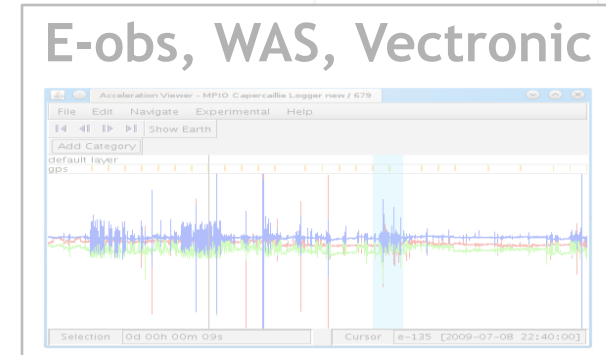 E-obs, WAS, Vectronic
Acceleration Viewer - MPIO Capercaillie Logger new / 679
File Edit Navigate Experimental Help
Show Earth
Add Category
default layer
gps
Selection 0d 00h 00m 09s Cursor e-135 [2009-07-08 22:40:00]